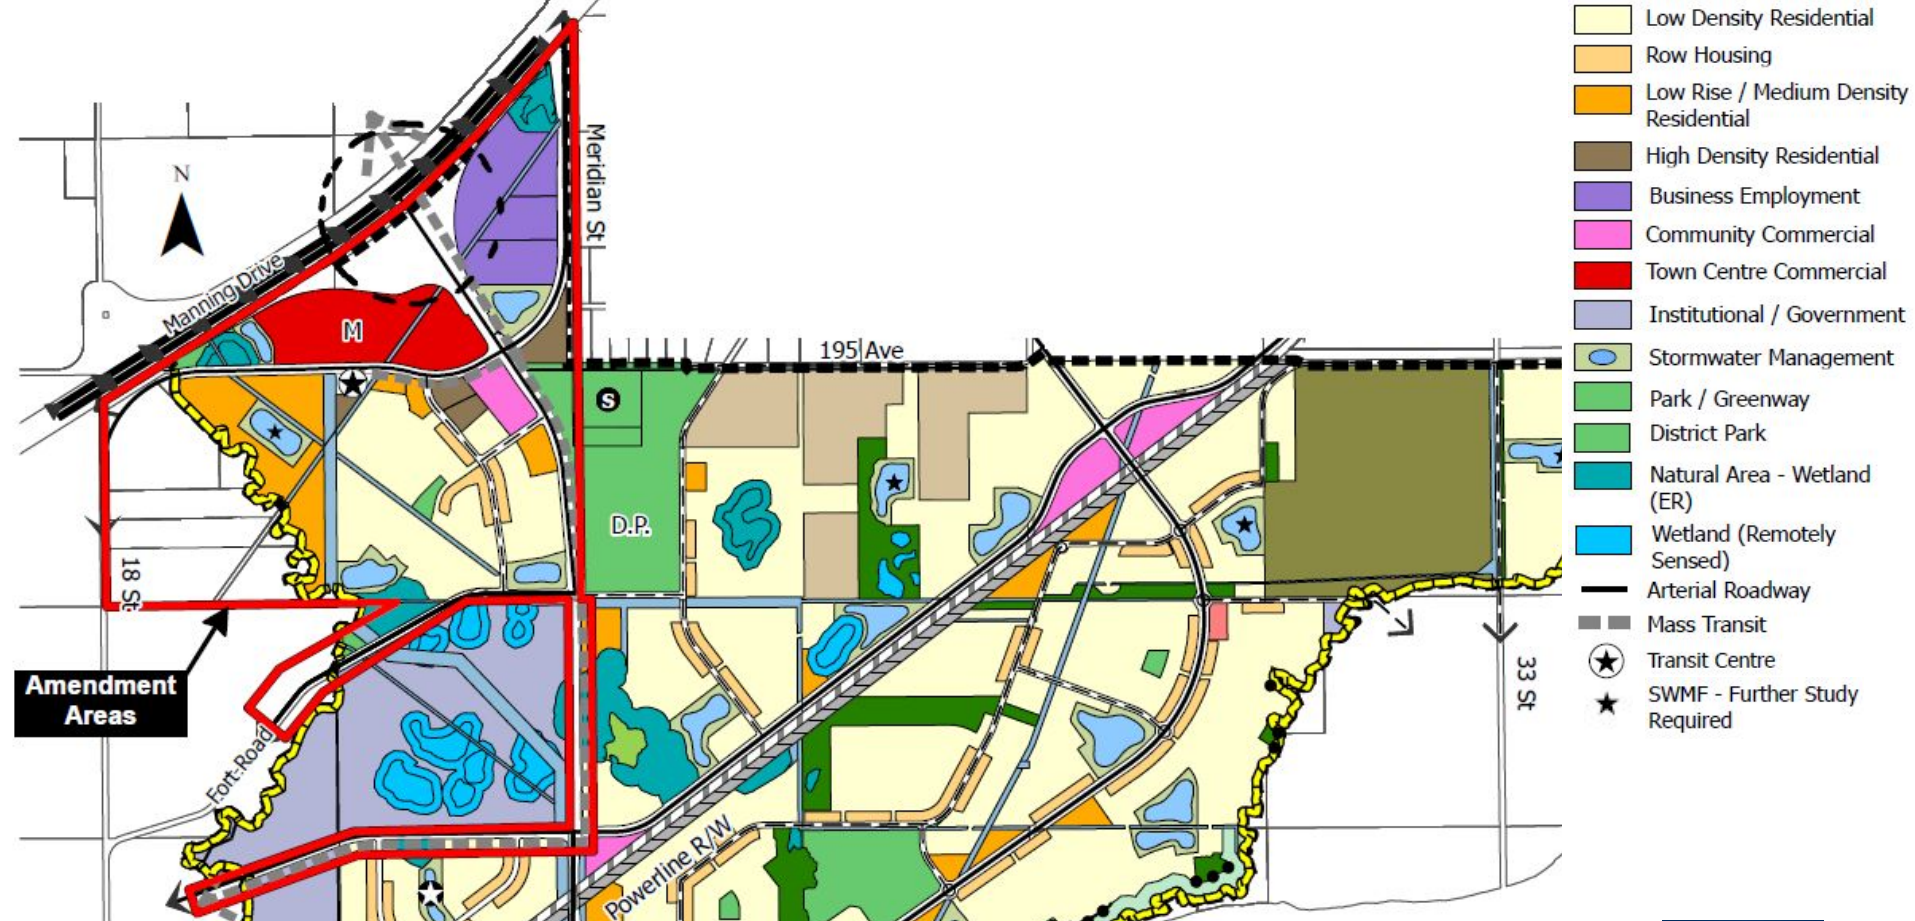 N
Manning Drive
Meridian St
M
195 Ave
S
D.P.
18 St
Amendment
Areas
Fort Road
Powerline R/W
33 St
Low Density Residential
Row Housing
Low Rise / Medium Density
Residential
High Density Residential
Business Employment
Community Commercial
Town Centre Commercial
Institutional / Government
Stormwater Management
Park / Greenway
District Park
Natural Area - Wetland
(ER)
Wetland (Remotely
Sensed)
Arterial Roadway
Mass Transit
Transit Centre
SWMF - Further Study
Required